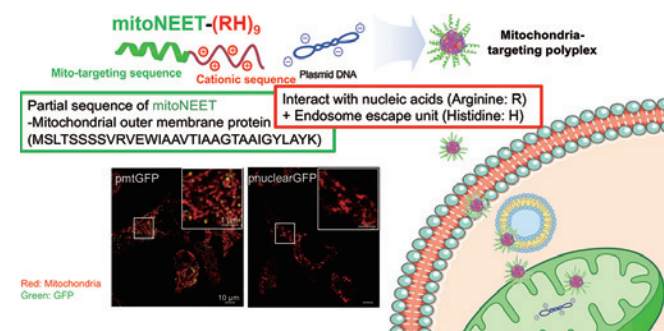 mitoNEET-(RH)9
Mito-targeting sequence
Cationic sequence
Plasmid DNA
Mitochondria-
targeting polyplex
Partial sequence of mitoNEET
-Mitochondrial outer membrane protein
(MSLTSSSSVRVEWIAAVTIAAGTAAIGYLAYK)
Interact with nucleic acids (Arginine: R)
+ Endosome escape unit (Histidine: H)
pmtGFP
pnuclearGFP
1 μm
10 μm
Red: Mitochondria
Green: GFP